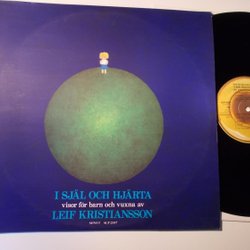 I SJÄL OCH HJÄRTA
visor för barn och vuxna av
LEIF KRISTIANSSON